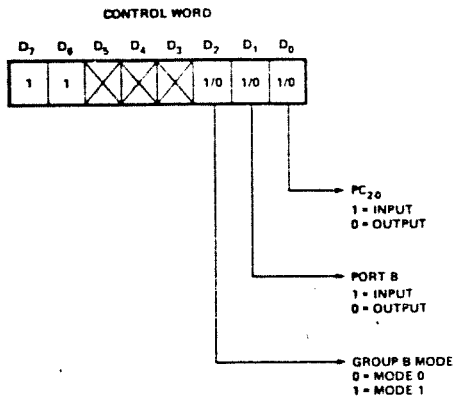 CONTROL WORD
D7 D6 D5 D4 D3 D2 D1 D0
1 1 1/0 1/0 1/0
PC2-0
1 = INPUT
0 = OUTPUT
PORT B
1 = INPUT
0 = OUTPUT
GROUP B MODE
0 = MODE 0
1 = MODE 1